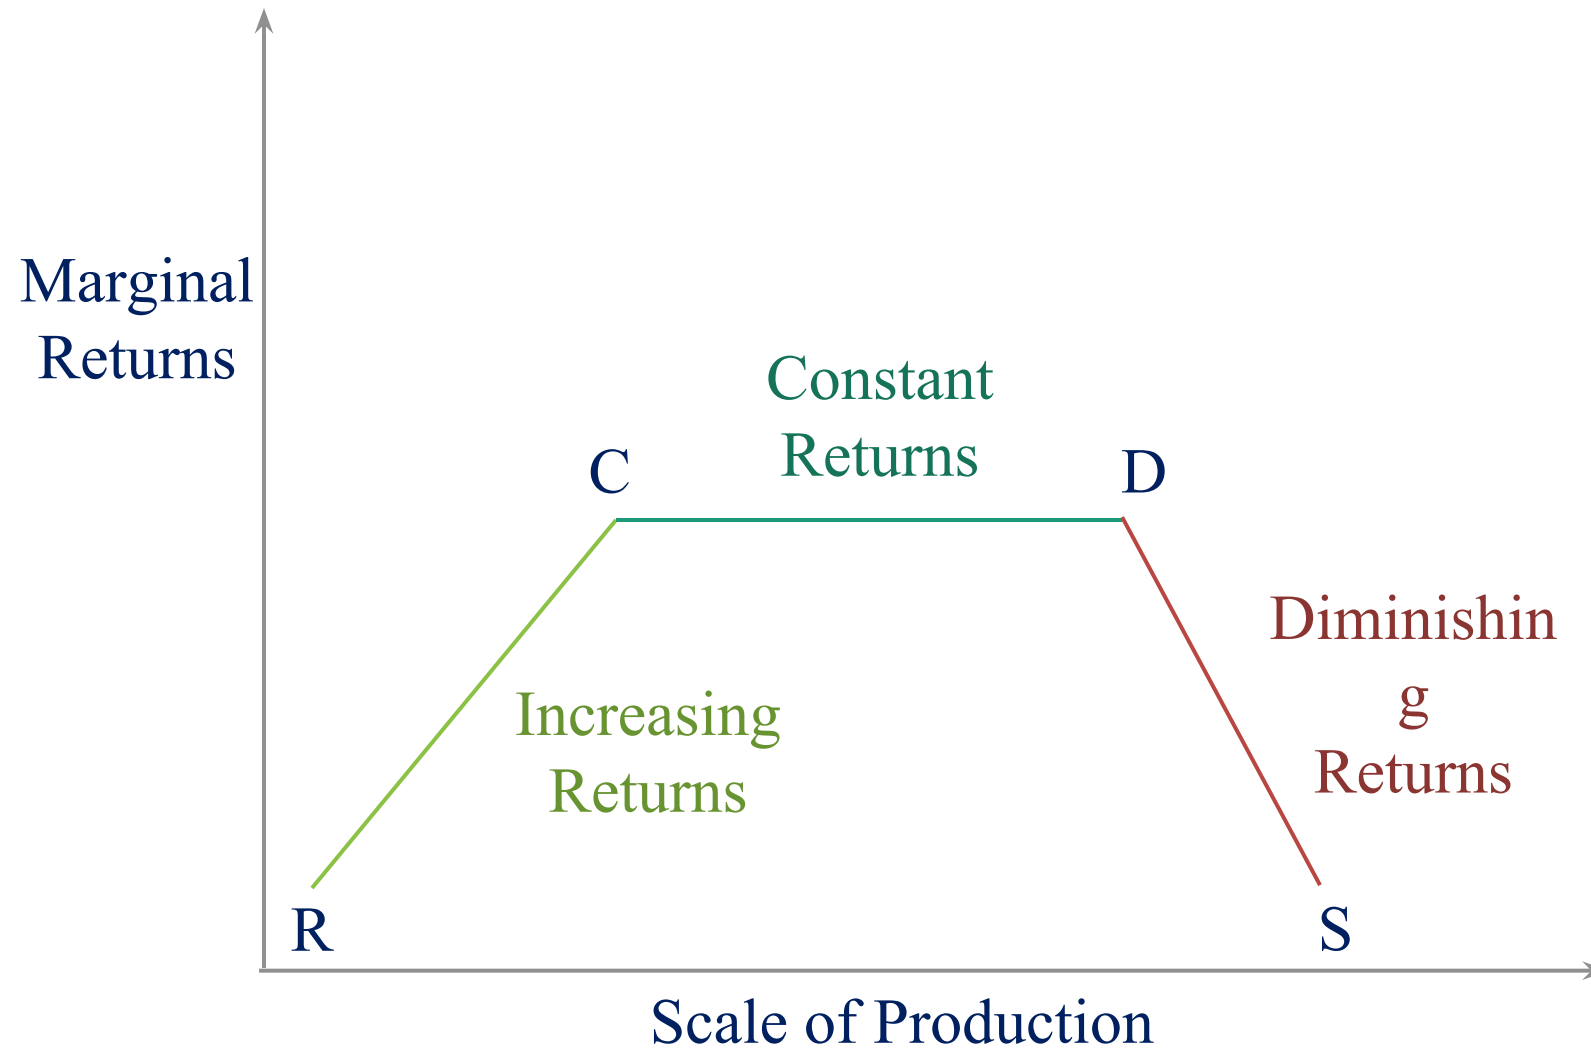 Marginal
Returns
Constant
Returns
C
D
Diminishin
g
Returns
Increasing
Returns
R
S
Scale of Production